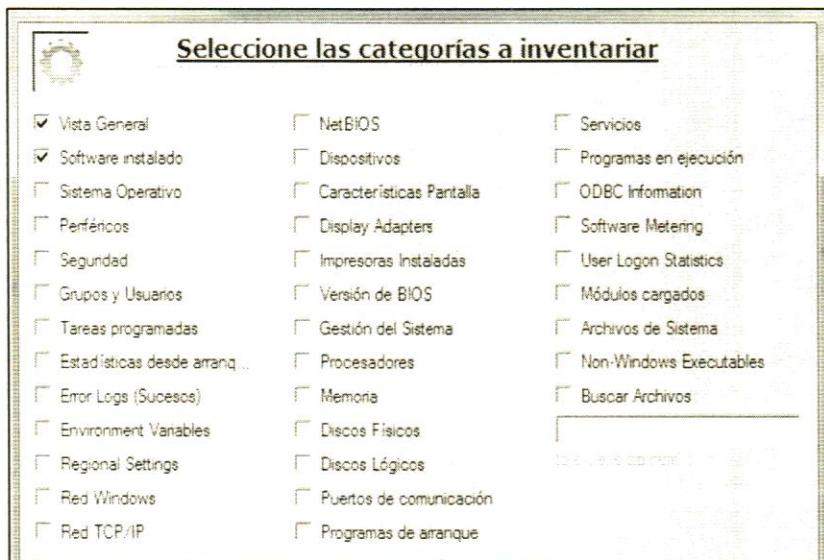 Seleccione las categorías a inventariar
Vista General
Software instalado
Sistema Operativo
Periféricos
Seguridad
Grupos y Usuarios
Tareas programadas
Estadísticas desde arranq...
Error Logs (Sucesos)
Environment Variables
Regional Settings
Red Windows
Red TCP/IP
NetBIOS
Dispositivos
Características Pantalla
Display Adapters
Impresoras Instaladas
Versión de BIOS
Gestión del Sistema
Procesadores
Memoria
Discos Físicos
Discos Lógicos
Puertos de comunicación
Programas de arranque
Servicios
Programas en ejecución
ODBC Information
Software Metering
User Logon Statistics
Módulos cargados
Archivos de Sistema
Non-Windows Executables
Buscar Archivos